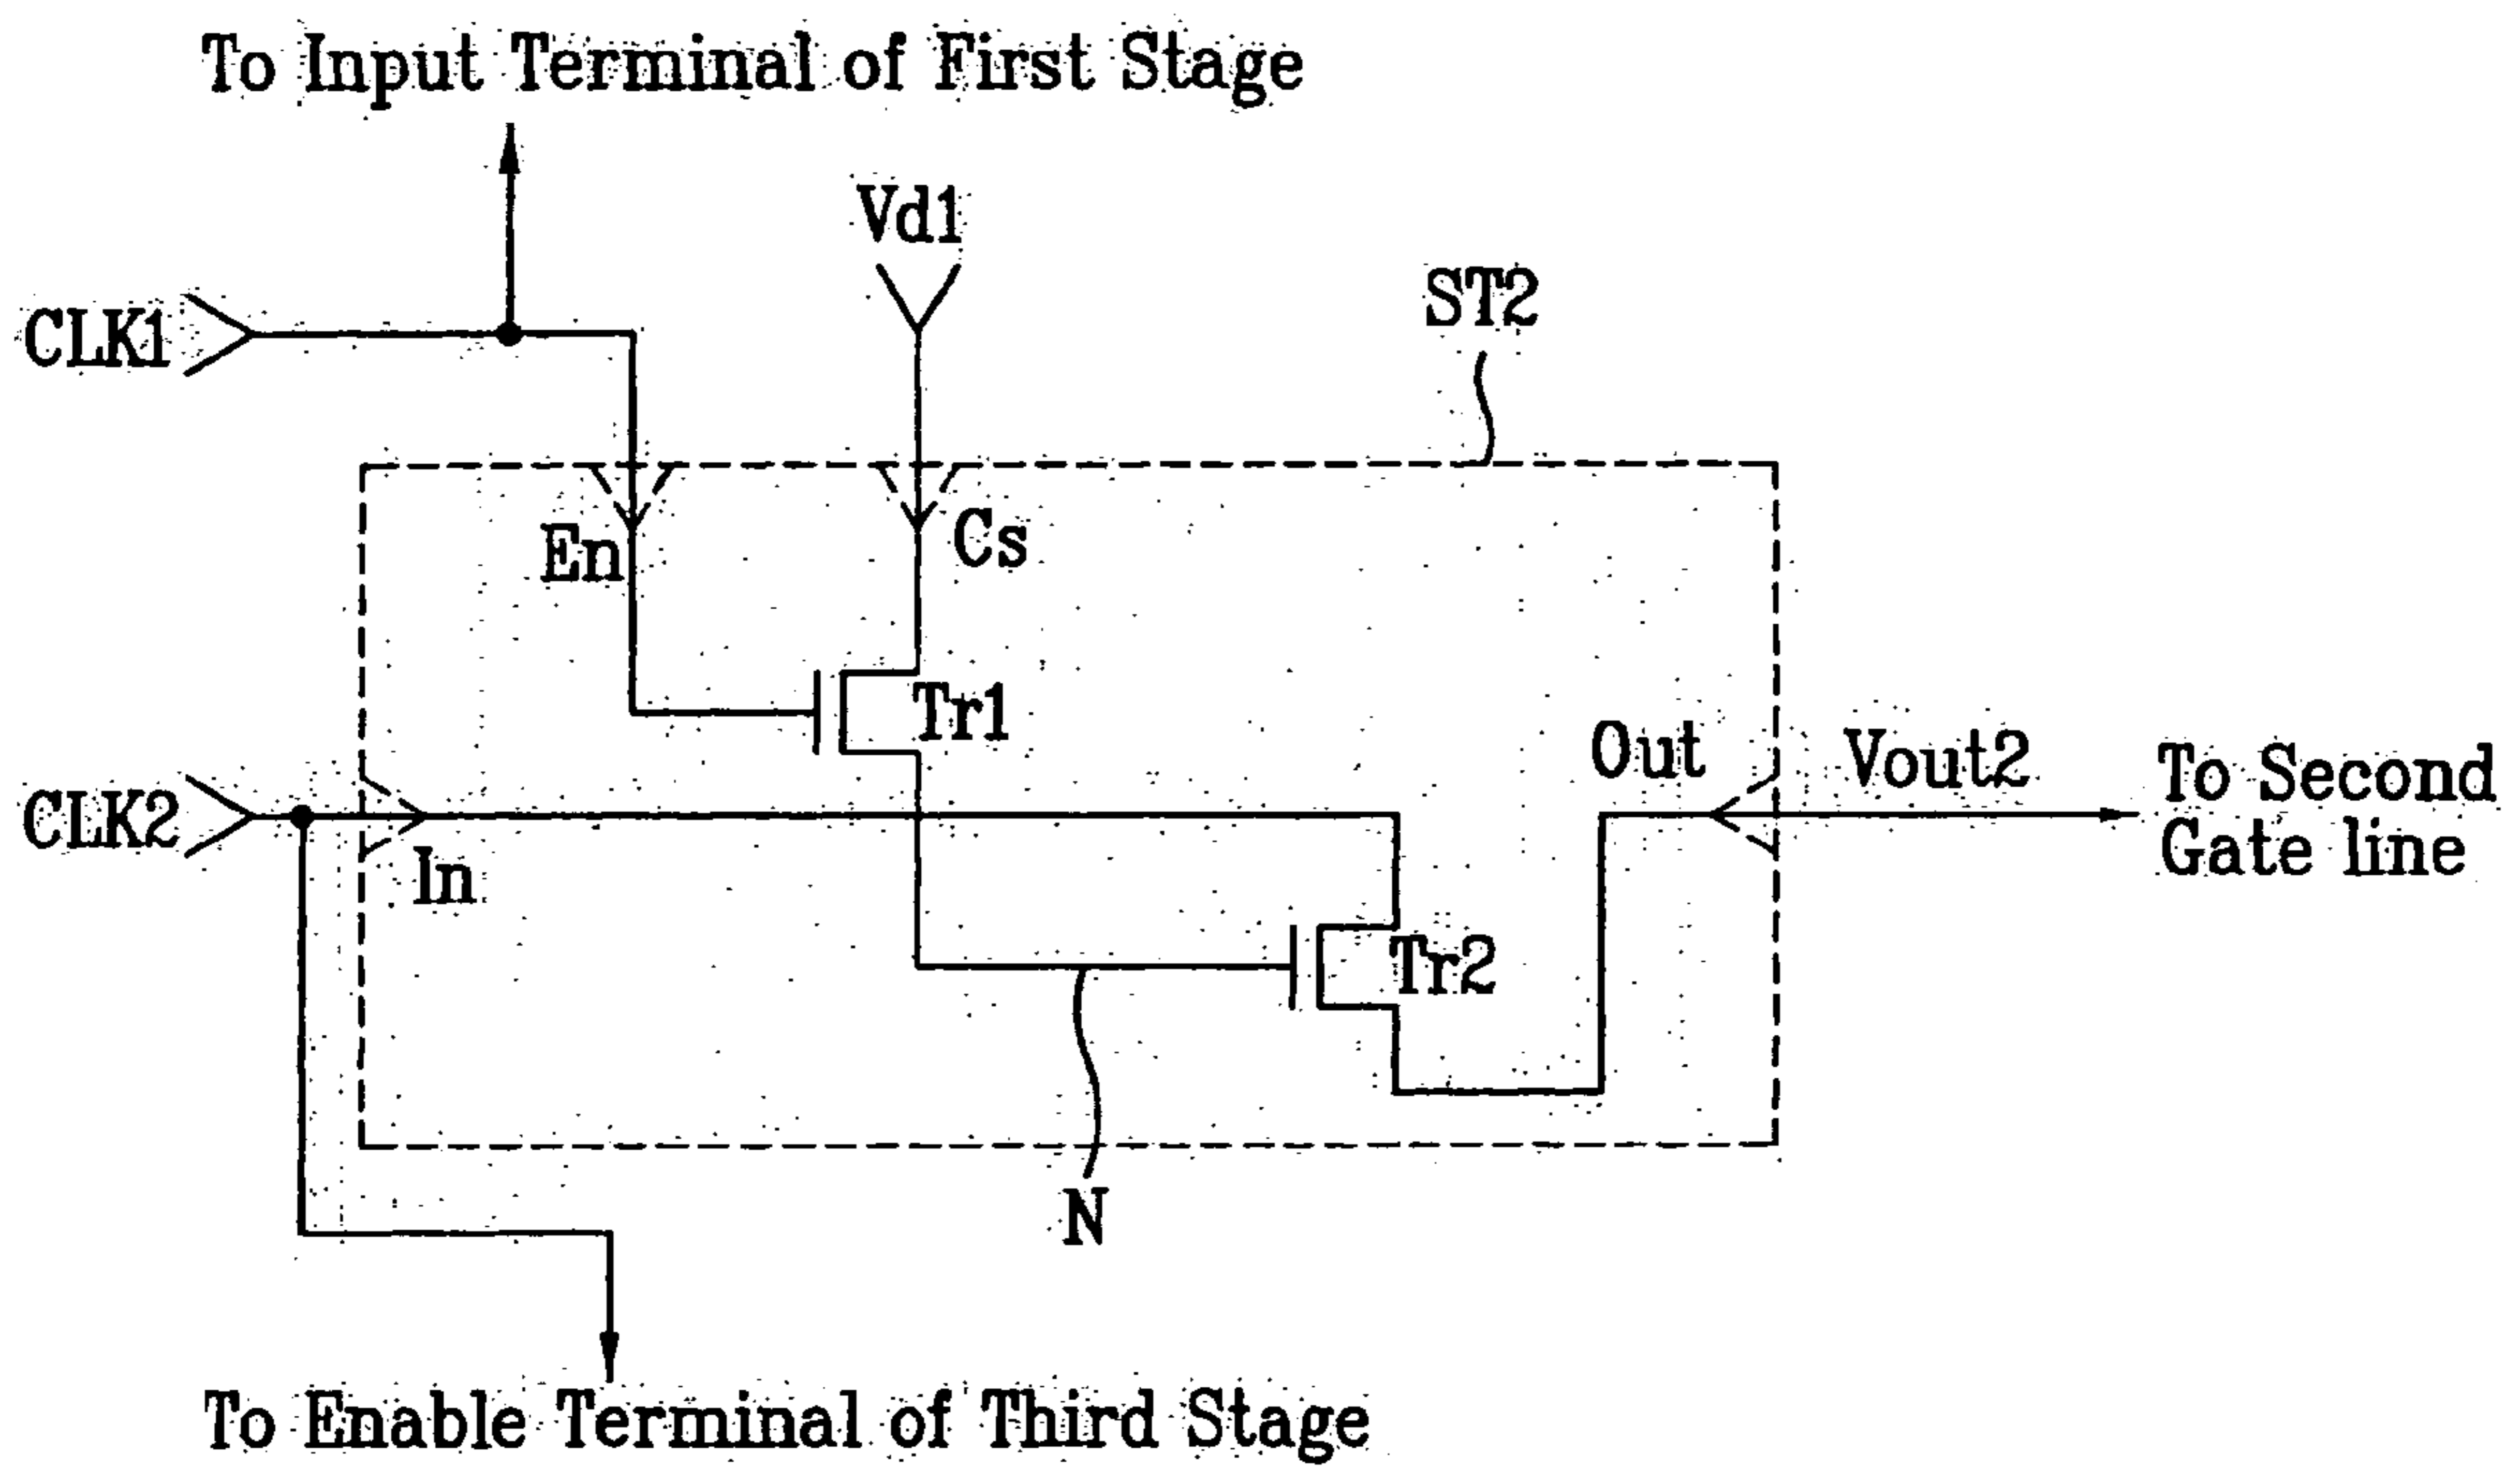 To Input Terminal of First Stage
Vd1
ST2
CLK1
En
Cs
Tr1
Out
Vout2
To Second
Gate line
CLK2
In
Tr2
N
To Enable Terminal of Third Stage